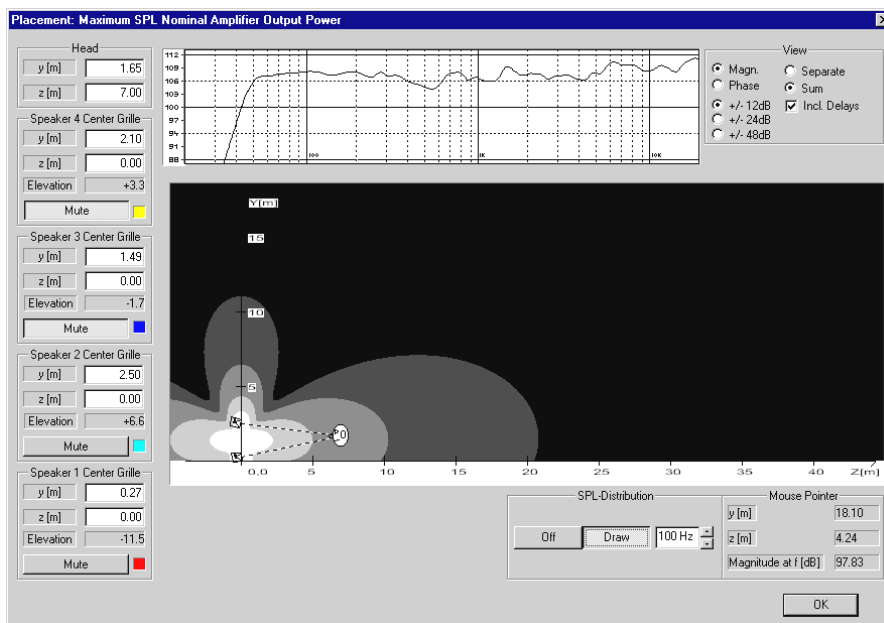 Placement: Maximum SPL Nominal Amplifier Output Power
Head
y [m] 1.65
z [m] 7.00
Speaker 4 Center Grille
y [m] 2.10
z [m] 0.00
Elevation +3.3
Mute
Speaker 3 Center Grille
y [m] 1.49
z [m] 0.00
Elevation -1.7
Mute
Speaker 2 Center Grille
y [m] 2.50
z [m] 0.00
Elevation +6.6
Mute
Speaker 1 Center Grille
y [m] 0.27
z [m] 0.00
Elevation -11.5
Mute
112
109
106
103
100
97
94
91
88
100
1K
10K
View
Magn. Separate
Phase Sum
+/- 12dB Incl. Delays
+/- 24dB
+/- 48dB
Y[m]
15
10
5
0,0 5 10 15 20 25 30 35 40 Z[m]
SPL-Distribution
Off Draw 100 Hz
Mouse Pointer
y [m] 18.10
z [m] 4.24
Magnitude at f [dB] 97.83
OK